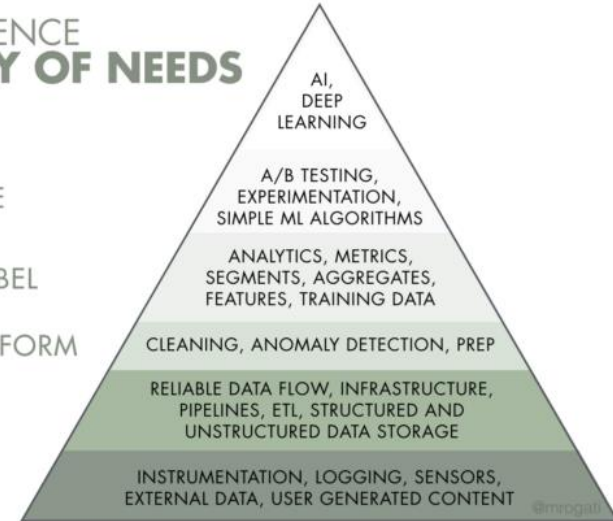 ENCE
Y OF NEEDS
AI,
DEEP
LEARNING
E
A/B TESTING,
EXPERIMENTATION,
SIMPLE ML ALGORITHMS
BEL
ANALYTICS, METRICS,
SEGMENTS, AGGREGATES,
FEATURES, TRAINING DATA
FORM
CLEANING, ANOMALY DETECTION, PREP
RELIABLE DATA FLOW, INFRASTRUCTURE,
PIPELINES, ETL, STRUCTURED AND
UNSTRUCTURED DATA STORAGE
INSTRUMENTATION, LOGGING, SENSORS,
EXTERNAL DATA, USER GENERATED CONTENT
@mrogati